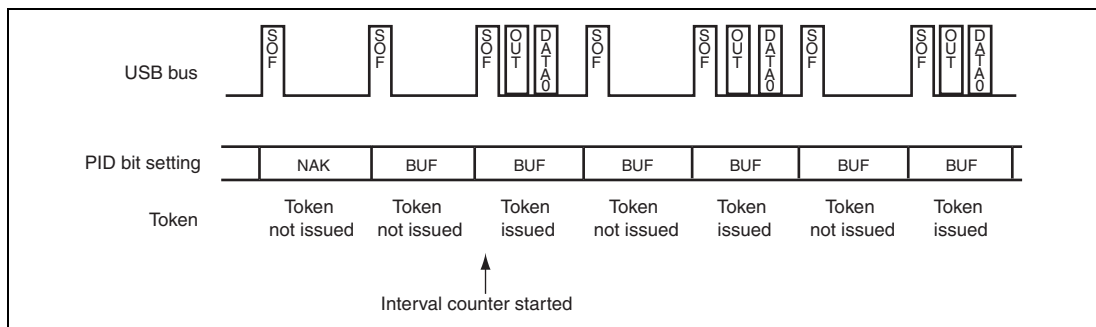 SOF SOF SOF OUT DATA0 SOF SOF OUT DATA0 SOF SOF OUT DATA0
USB bus
PID bit setting NAK BUF BUF BUF BUF BUF BUF
Token Token Token Token Token Token Token Token
not issued not issued issued not issued issued not issued issued
Interval counter started